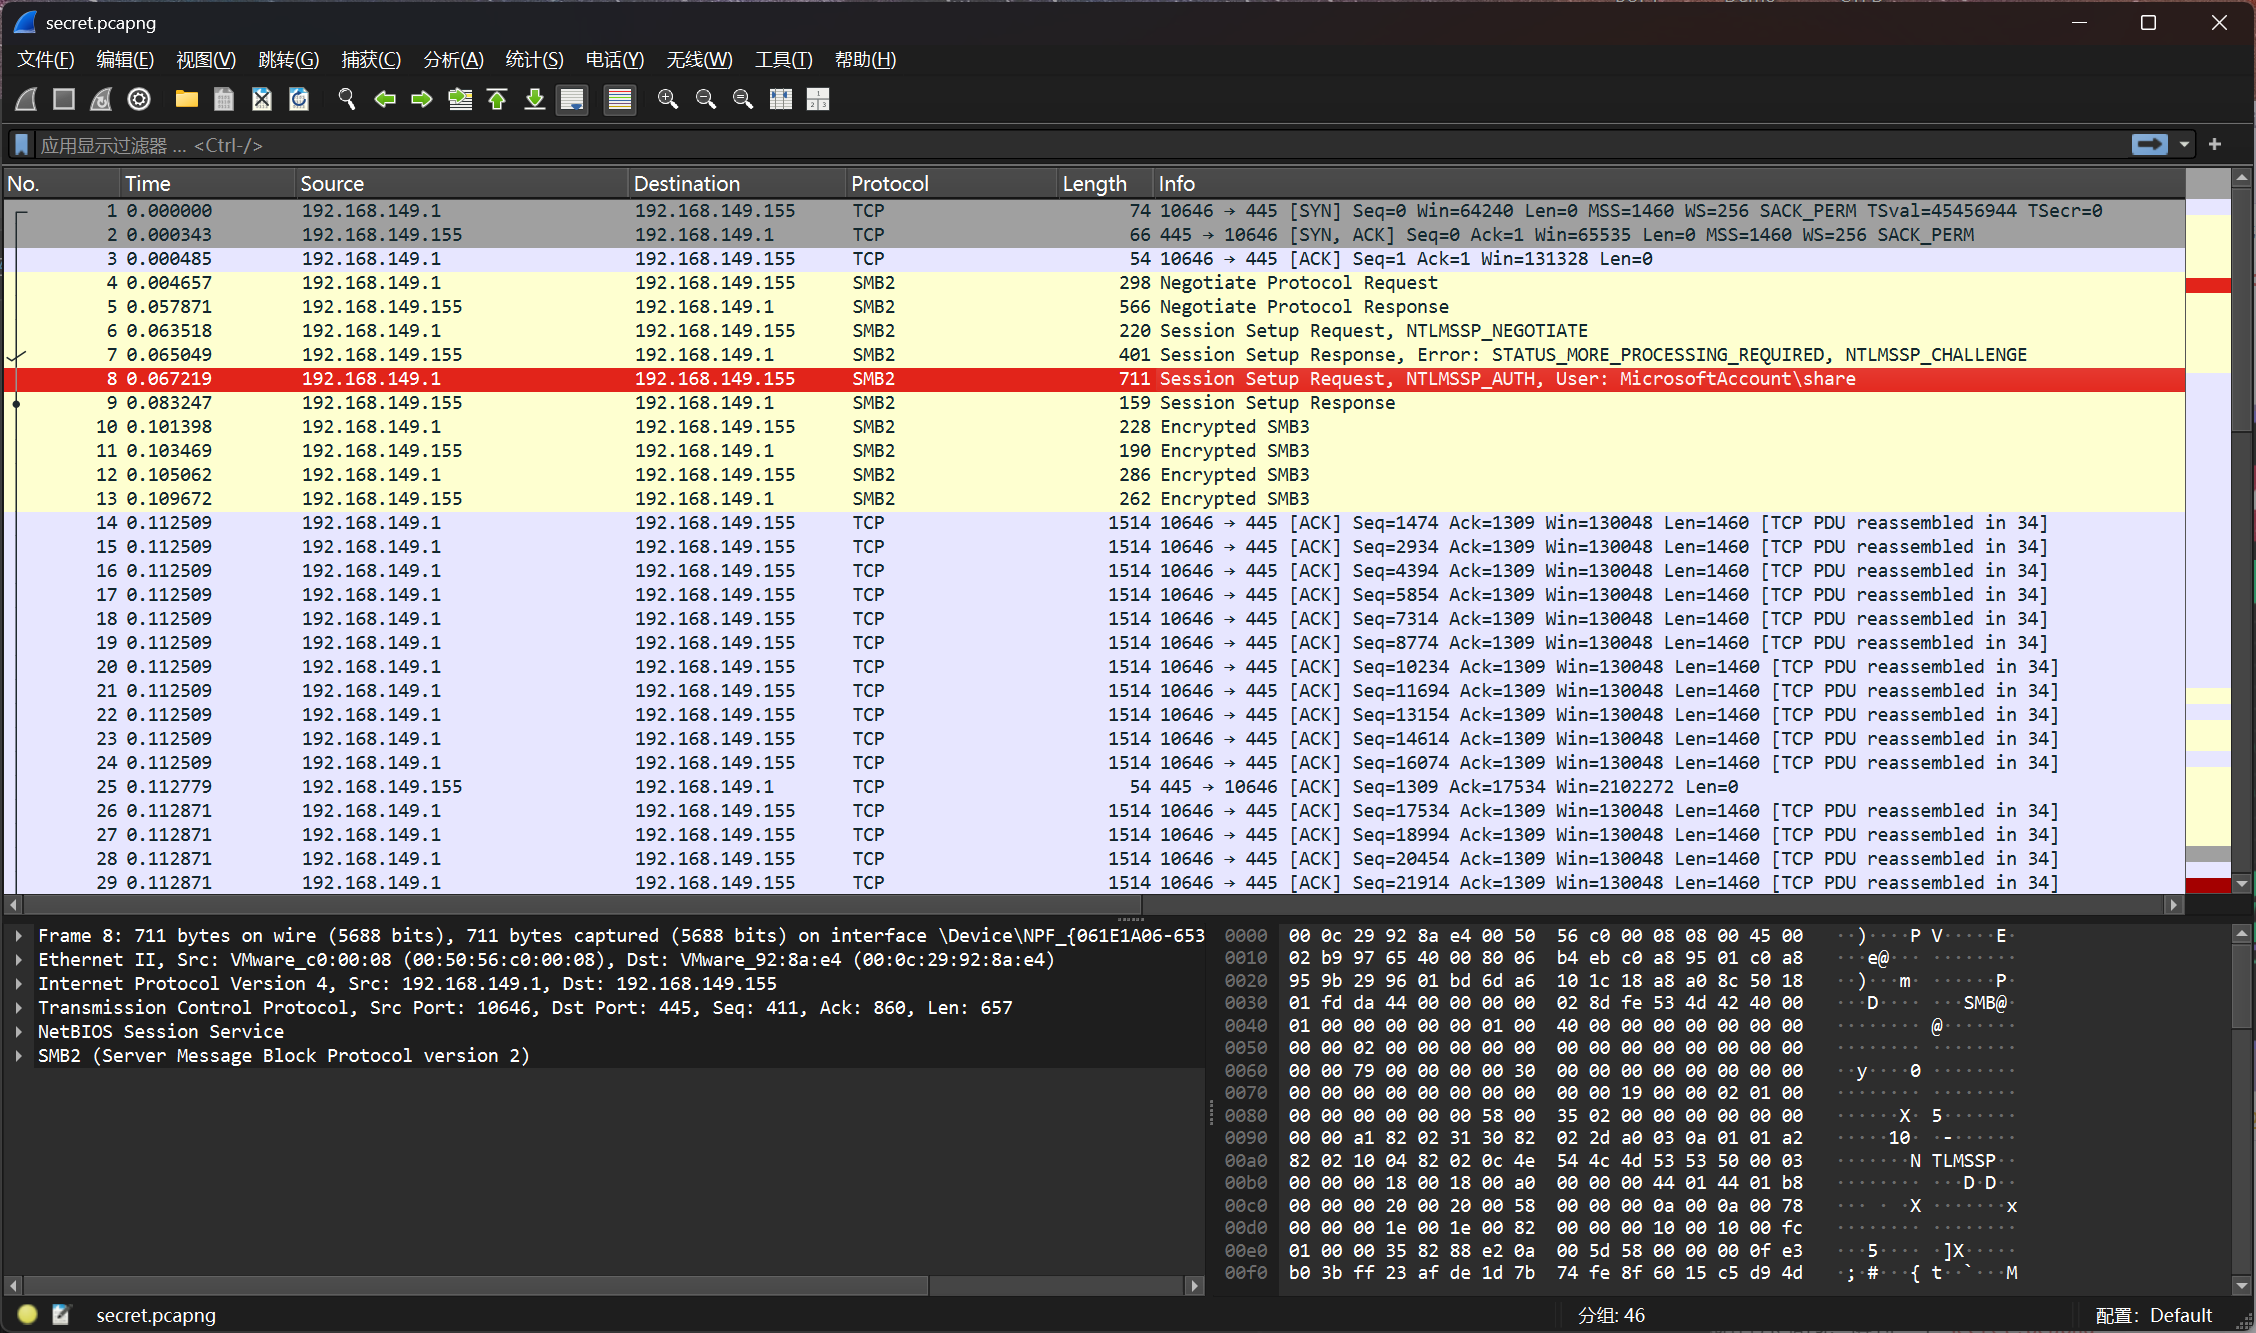 secret.pcapng
文件(F) 编辑(E) 视图(V) 跳转(G) 捕获(C) 分析(A) 统计(S) 电话(Y) 无线(W) 工具(T) 帮助(H)
应用显示过滤器 … <Ctrl-/>
No. Time Source Destination Protocol Length Info
1 0.000000 192.168.149.1 192.168.149.155 TCP 74 10646 → 445 [SYN] Seq=0 Win=64240 Len=0 MSS=1460 WS=256 SACK_PERM TSval=45456944 TSecr=0
2 0.000343 192.168.149.155 192.168.149.1 TCP 66 445 → 10646 [SYN, ACK] Seq=0 Ack=1 Win=65535 Len=0 MSS=1460 WS=256 SACK_PERM
3 0.000485 192.168.149.1 192.168.149.155 TCP 54 10646 → 445 [ACK] Seq=1 Ack=1 Win=131328 Len=0
4 0.004657 192.168.149.1 192.168.149.155 SMB2 298 Negotiate Protocol Request
5 0.057871 192.168.149.155 192.168.149.1 SMB2 566 Negotiate Protocol Response
6 0.063518 192.168.149.1 192.168.149.155 SMB2 220 Session Setup Request, NTLMSSP_NEGOTIATE
7 0.065049 192.168.149.155 192.168.149.1 SMB2 401 Session Setup Response, Error: STATUS_MORE_PROCESSING_REQUIRED, NTLMSSP_CHALLENGE
8 0.067219 192.168.149.1 192.168.149.155 SMB2 711 Session Setup Request, NTLMSSP_AUTH, User: MicrosoftAccount\share
9 0.083247 192.168.149.155 192.168.149.1 SMB2 159 Session Setup Response
10 0.101398 192.168.149.1 192.168.149.155 SMB2 228 Encrypted SMB3
11 0.103469 192.168.149.155 192.168.149.1 SMB2 190 Encrypted SMB3
12 0.105062 192.168.149.1 192.168.149.155 SMB2 286 Encrypted SMB3
13 0.109672 192.168.149.155 192.168.149.1 SMB2 262 Encrypted SMB3
14 0.112509 192.168.149.1 192.168.149.155 TCP 1514 10646 → 445 [ACK] Seq=1474 Ack=1309 Win=130048 Len=1460 [TCP PDU reassembled in 34]
15 0.112509 192.168.149.1 192.168.149.155 TCP 1514 10646 → 445 [ACK] Seq=2934 Ack=1309 Win=130048 Len=1460 [TCP PDU reassembled in 34]
16 0.112509 192.168.149.1 192.168.149.155 TCP 1514 10646 → 445 [ACK] Seq=4394 Ack=1309 Win=130048 Len=1460 [TCP PDU reassembled in 34]
17 0.112509 192.168.149.1 192.168.149.155 TCP 1514 10646 → 445 [ACK] Seq=5854 Ack=1309 Win=130048 Len=1460 [TCP PDU reassembled in 34]
18 0.112509 192.168.149.1 192.168.149.155 TCP 1514 10646 → 445 [ACK] Seq=7314 Ack=1309 Win=130048 Len=1460 [TCP PDU reassembled in 34]
19 0.112509 192.168.149.1 192.168.149.155 TCP 1514 10646 → 445 [ACK] Seq=8774 Ack=1309 Win=130048 Len=1460 [TCP PDU reassembled in 34]
20 0.112509 192.168.149.1 192.168.149.155 TCP 1514 10646 → 445 [ACK] Seq=10234 Ack=1309 Win=130048 Len=1460 [TCP PDU reassembled in 34]
21 0.112509 192.168.149.1 192.168.149.155 TCP 1514 10646 → 445 [ACK] Seq=11694 Ack=1309 Win=130048 Len=1460 [TCP PDU reassembled in 34]
22 0.112509 192.168.149.1 192.168.149.155 TCP 1514 10646 → 445 [ACK] Seq=13154 Ack=1309 Win=130048 Len=1460 [TCP PDU reassembled in 34]
23 0.112509 192.168.149.1 192.168.149.155 TCP 1514 10646 → 445 [ACK] Seq=14614 Ack=1309 Win=130048 Len=1460 [TCP PDU reassembled in 34]
24 0.112509 192.168.149.1 192.168.149.155 TCP 1514 10646 → 445 [ACK] Seq=16074 Ack=1309 Win=130048 Len=1460 [TCP PDU reassembled in 34]
25 0.112779 192.168.149.155 192.168.149.1 TCP 54 445 → 10646 [ACK] Seq=1309 Ack=17534 Win=2102272 Len=0
26 0.112871 192.168.149.1 192.168.149.155 TCP 1514 10646 → 445 [ACK] Seq=17534 Ack=1309 Win=130048 Len=1460 [TCP PDU reassembled in 34]
27 0.112871 192.168.149.1 192.168.149.155 TCP 1514 10646 → 445 [ACK] Seq=18994 Ack=1309 Win=130048 Len=1460 [TCP PDU reassembled in 34]
28 0.112871 192.168.149.1 192.168.149.155 TCP 1514 10646 → 445 [ACK] Seq=20454 Ack=1309 Win=130048 Len=1460 [TCP PDU reassembled in 34]
29 0.112871 192.168.149.1 192.168.149.155 TCP 1514 10646 → 445 [ACK] Seq=21914 Ack=1309 Win=130048 Len=1460 [TCP PDU reassembled in 34]
Frame 8: 711 bytes on wire (5688 bits), 711 bytes captured (5688 bits) on interface \Device\NPF_{061E1A06-653
Ethernet II, Src: VMware_c0:00:08 (00:50:56:c0:00:08), Dst: VMware_92:8a:e4 (00:0c:29:92:8a:e4)
Internet Protocol Version 4, Src: 192.168.149.1, Dst: 192.168.149.155
Transmission Control Protocol, Src Port: 10646, Dst Port: 445, Seq: 411, Ack: 860, Len: 657
NetBIOS Session Service
SMB2 (Server Message Block Protocol version 2)
0000 00 0c 29 92 8a e4 00 50 56 c0 00 08 08 00 45 00 ··)····P V·····E·
0010 02 b9 97 65 40 00 80 06 b4 eb c0 a8 95 01 c0 a8 ···e@··· ········
0020 95 9b 29 96 01 bd 6d a6 10 1c 18 a8 a0 8c 50 18 ··)···m· ······P·
0030 01 fd da 44 00 00 00 00 02 8d fe 53 4d 42 40 00 ···D···· ···SMB@·
0040 01 00 00 00 00 00 01 00 40 00 00 00 00 00 00 00 ········ @·······
0050 00 00 02 00 00 00 00 00 00 00 00 00 00 00 00 00 ········ ········
0060 00 00 79 00 00 00 00 30 00 00 00 00 00 00 00 00 ··y····0 ········
0070 00 00 00 00 00 00 00 00 00 00 19 00 00 02 01 00 ········ ········
0080 00 00 00 00 00 00 58 00 35 02 00 00 00 00 00 00 ······X· 5·······
0090 00 00 a1 82 02 31 30 82 02 2d a0 03 0a 01 01 a2 ·····10· ·-······
00a0 82 02 10 04 82 02 0c 4e 54 4c 4d 53 53 50 00 03 ·······N TLMSSP··
00b0 00 00 00 18 00 18 00 a0 00 00 00 44 01 44 01 b8 ········ ···D·D··
00c0 00 00 00 20 00 20 00 58 00 00 00 0a 00 0a 00 78 ··· · ·X ·······x
00d0 00 00 00 1e 00 1e 00 82 00 00 00 10 00 10 00 fc ········ ········
00e0 01 00 00 35 82 88 e2 0a 00 5d 58 00 00 00 0f e3 ···5···· ·]X·····
00f0 b0 3b ff 23 af de 1d 7b 74 fe 8f 60 15 c5 d9 4d ·;·#···{ t··`···M
secret.pcapng 分组: 46 配置: Default